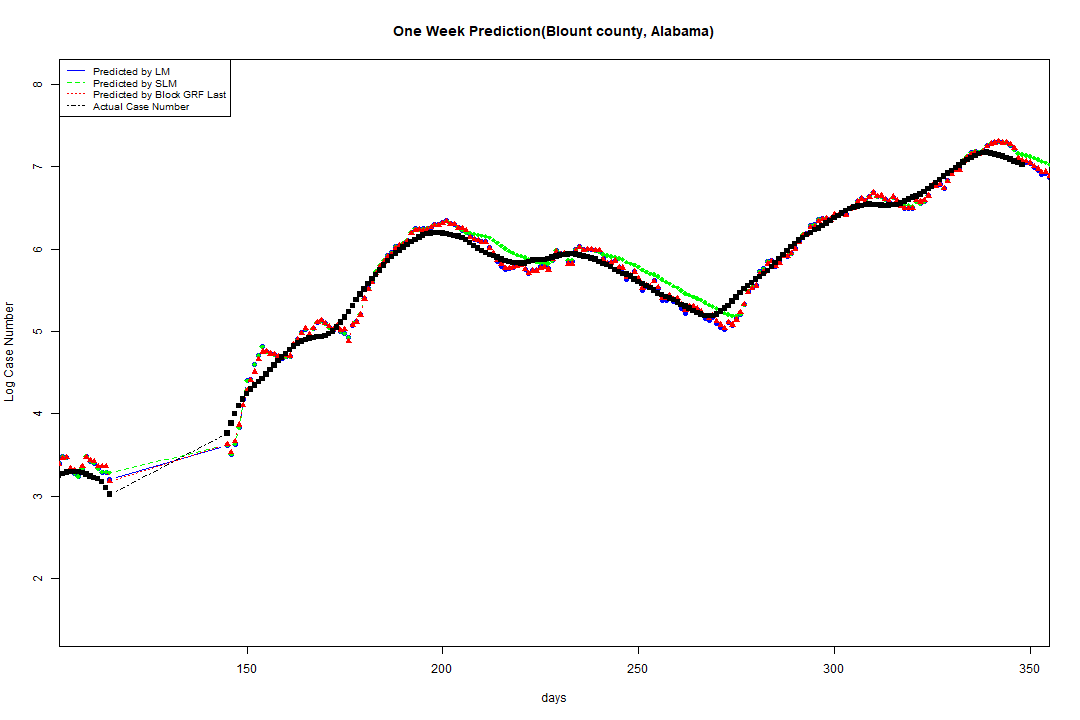 One Week Prediction(Blount county, Alabama)
Predicted by LM
Predicted by SLM
Predicted by Block GRF Last
Actual Case Number
8
7
6
5
4
3
2
Log Case Number
150 200 250 300 350
days